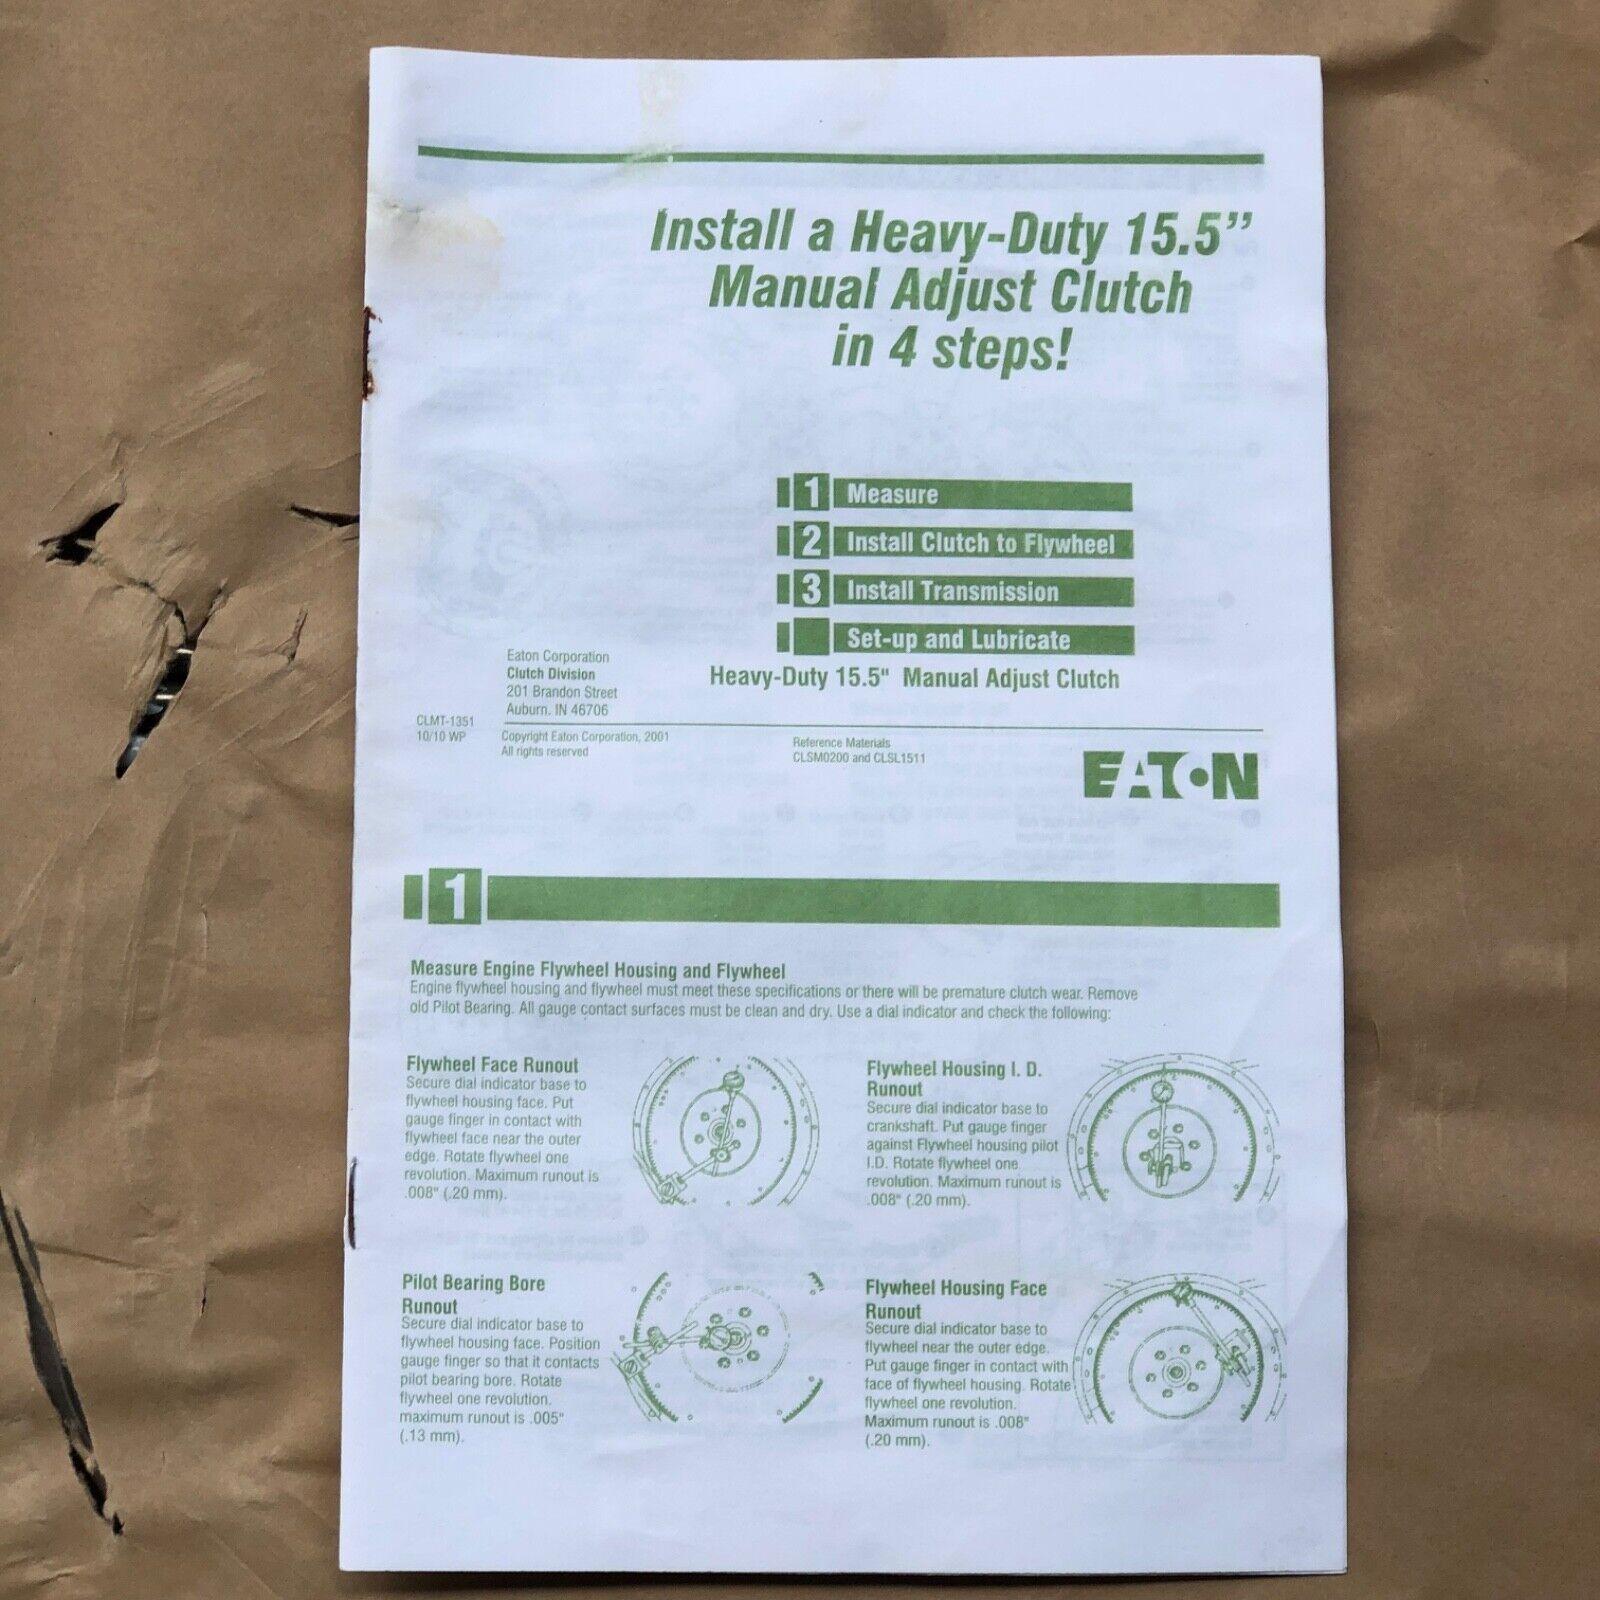 Install a Heavy-Duty 15.5”
Manual Adjust Clutch
in 4 steps!
1 Measure
2 Install Clutch to Flywheel
3 Install Transmission
Set-up and Lubricate
Heavy-Duty 15.5" Manual Adjust Clutch
Eaton Corporation
Clutch Division
201 Brandon Street
Auburn. IN 46706
CLMT-1351
10/10 WP
Copyright Eaton Corporation, 2001
All rights reserved
Reference Materials
CLSM0200 and CLSL1511
EATON
1
Measure Engine Flywheel Housing and Flywheel
Engine flywheel housing and flywheel must meet these specifications or there will be premature clutch wear. Remove
old Pilot Bearing. All gauge contact surfaces must be clean and dry. Use a dial indicator and check the following:
Flywheel Face Runout
Secure dial indicator base to
flywheel housing face. Put
gauge finger in contact with
flywheel face near the outer
edge. Rotate flywheel one
revolution. Maximum runout is
.008" (.20 mm).
Flywheel Housing I. D.
Runout
Secure dial indicator base to
crankshaft. Put gauge finger
against Flywheel housing pilot
I.D. Rotate flywheel one
revolution. Maximum runout is
.008" (.20 mm).
Pilot Bearing Bore
Runout
Secure dial indicator base to
flywheel housing face. Position
gauge finger so that it contacts
pilot bearing bore. Rotate
flywheel one revolution.
maximum runout is .005"
(.13 mm).
Flywheel Housing Face
Runout
Secure dial indicator base to
flywheel near the outer edge.
Put gauge finger in contact with
face of flywheel housing. Rotate
flywheel one revolution.
Maximum runout is .008"
(.20 mm).